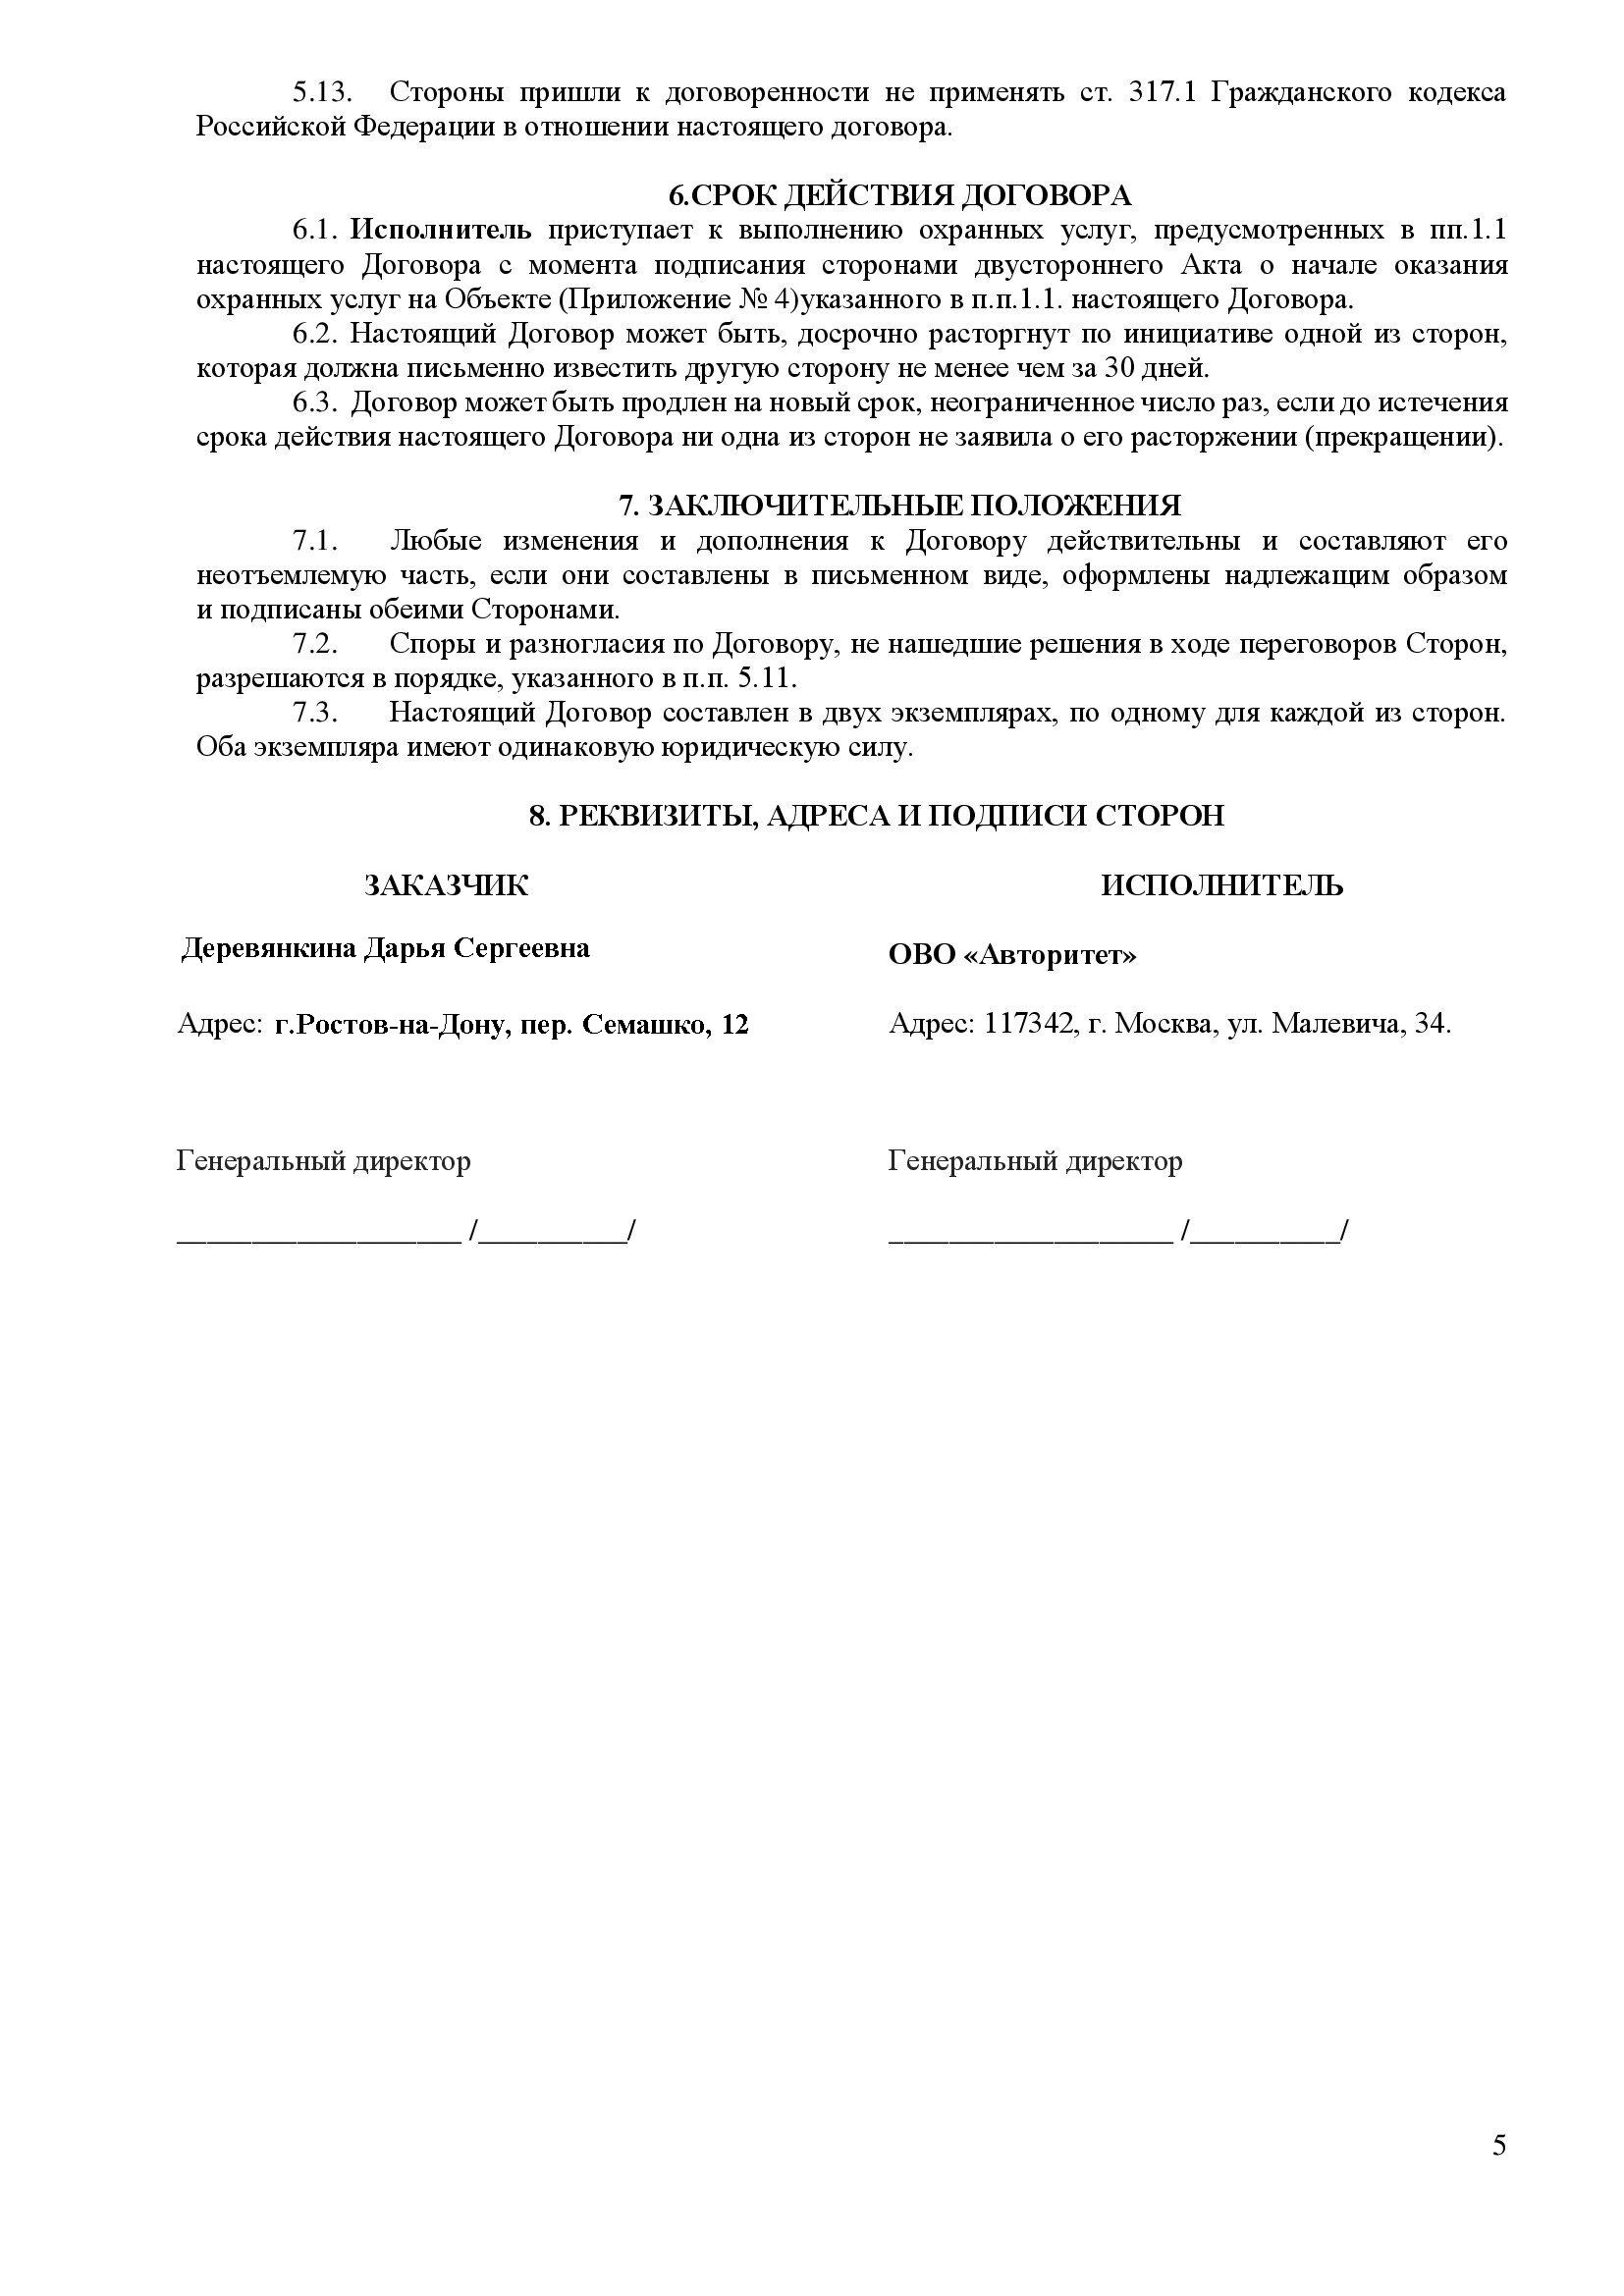 5.13. Стороны пришли к договоренности не применять ст. 317.1 Гражданского кодекса
Российской Федерации в отношении настоящего договора.
6.СРОК ДЕЙСТВИЯ ДОГОВОРА
6.1. Исполнитель приступает к выполнению охранных услуг, предусмотренных в пп.1.1
настоящего Договора с момента подписания сторонами двустороннего Акта о начале оказания
охранных услуг на Объекте (Приложение № 4)указанного в п.п.1.1. настоящего Договора.
6.2. Настоящий Договор может быть, досрочно расторгнут по инициативе одной из сторон,
которая должна письменно известить другую сторону не менее чем за 30 дней.
6.3. Договор может быть продлен на новый срок, неограниченное число раз, если до истечения
срока действия настоящего Договора ни одна из сторон не заявила о его расторжении (прекращении).
7. ЗАКЛЮЧИТЕЛЬНЫЕ ПОЛОЖЕНИЯ
7.1. Любые изменения и дополнения к Договору действительны и составляют его
неотъемлемую часть, если они составлены в письменном виде, оформлены надлежащим образом
и подписаны обеими Сторонами.
7.2. Споры и разногласия по Договору, не нашедшие решения в ходе переговоров Сторон,
разрешаются в порядке, указанного в п.п. 5.11.
7.3. Настоящий Договор составлен в двух экземплярах, по одному для каждой из сторон.
Оба экземпляра имеют одинаковую юридическую силу.
8. РЕКВИЗИТЫ, АДРЕСА И ПОДПИСИ СТОРОН
ЗАКАЗЧИК
Деревянкина Дарья Сергеевна
Адрес: г.Ростов-на-Дону, пер. Семашко, 12
Генеральный директор
___________________ /__________/
ИСПОЛНИТЕЛЬ
ОВО «Авторитет»
Адрес: 117342, г. Москва, ул. Малевича, 34.
Генеральный директор
___________________ /__________/
5